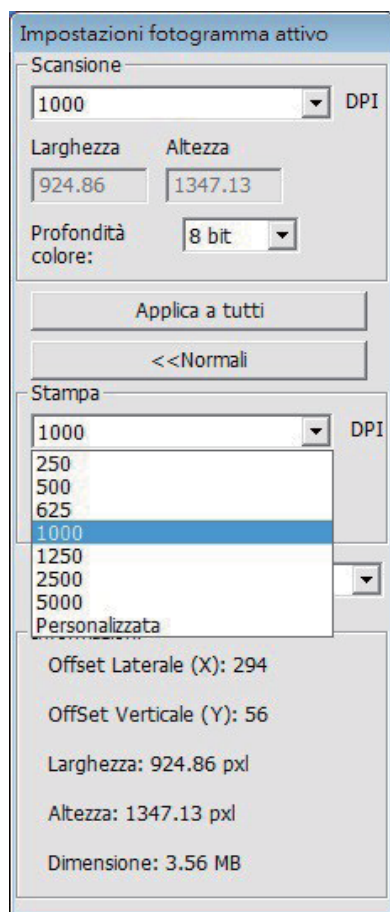 Impostazioni fotogramma attivo
Scansione
1000 DPI
Larghezza Altezza
924.86 1347.13
Profondità 8 bit
colore:
Applica a tutti
<<Normali
Stampa
1000 DPI
250
500
625
1000
1250
2500
5000
Personalizzata
Offset Laterale (X): 294
OffSet Verticale (Y): 56
Larghezza: 924.86 pxl
Altezza: 1347.13 pxl
Dimensione: 3.56 MB